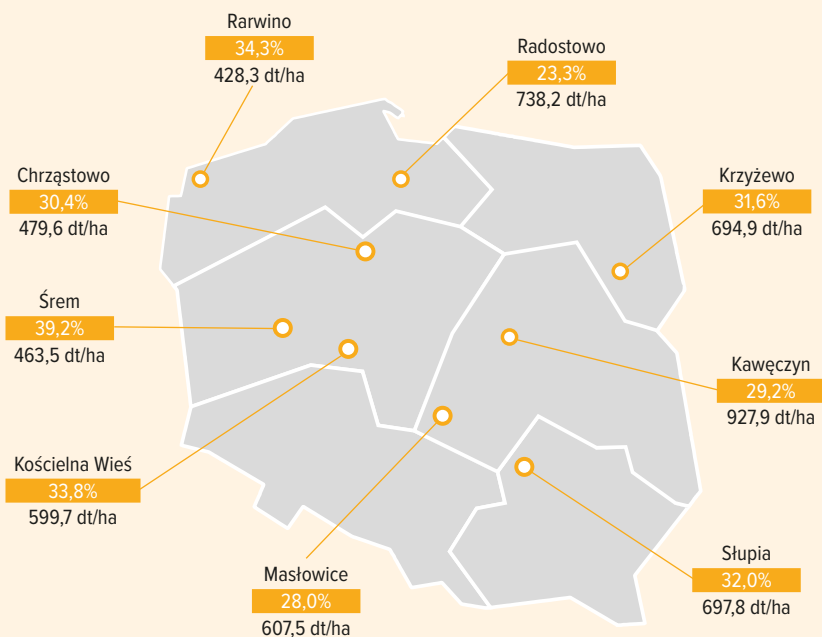 Rarwino
34,3%
428,3 dt/ha
Radostowo
23,3%
738,2 dt/ha
Chrząstowo
30,4%
479,6 dt/ha
Krzyżewo
31,6%
694,9 dt/ha
Śrem
39,2%
463,5 dt/ha
Kawęczyn
29,2%
927,9 dt/ha
Kościelna Wieś
33,8%
599,7 dt/ha
Masłowice
28,0%
607,5 dt/ha
Słupia
32,0%
697,8 dt/ha